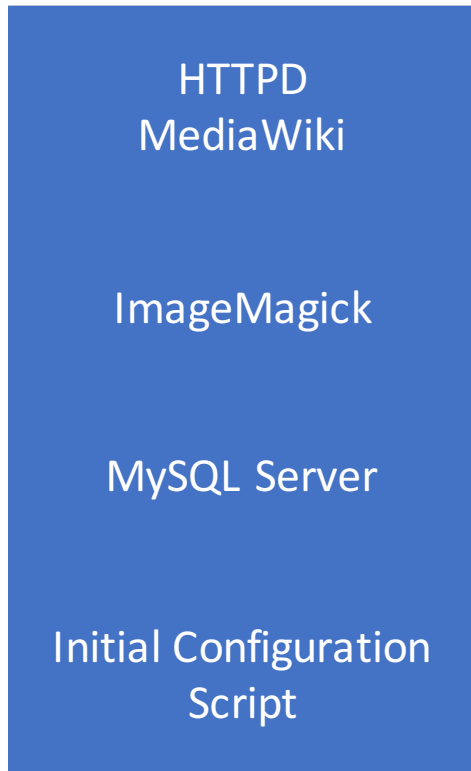 HTTPD
MediaWiki
ImageMagick
MySQL Server
Initial Configuration
Script